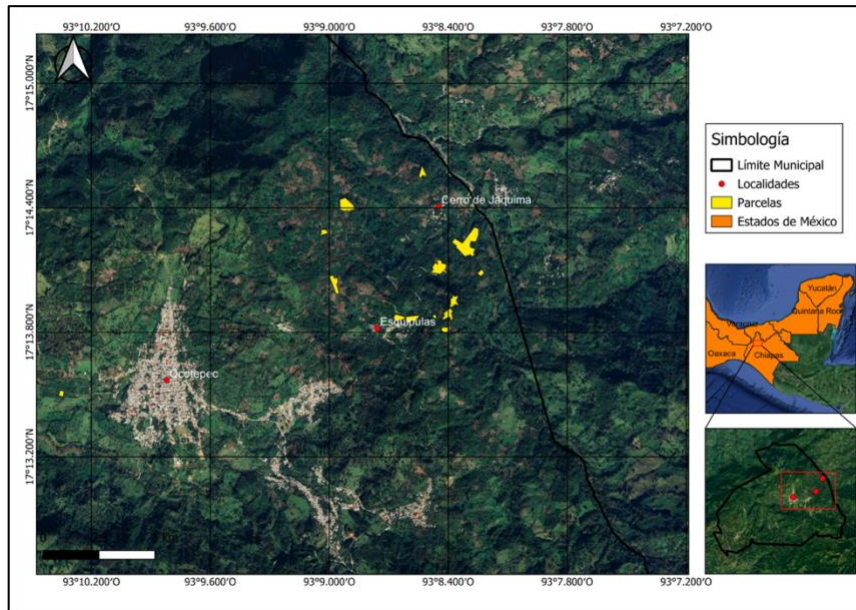 93°10.200'O 93°9.600'O 93°9.000'O 93°8.400'O 93°7.800'O 93°7.200'O
17°15.000'N
17°14.400'N
17°13.800'N
17°13.200'N
Cerro de Jáquima
Esquipulas
Ocotepec
93°10.200'O 93°9.600'O 93°9.000'O 93°8.400'O 93°7.800'O 93°7.200'O
Simbología
Límite Municipal
Localidades
Parcelas
Estados de México
Yucatán
Quintana Roo
Veracruz
Oaxaca
Chiapas